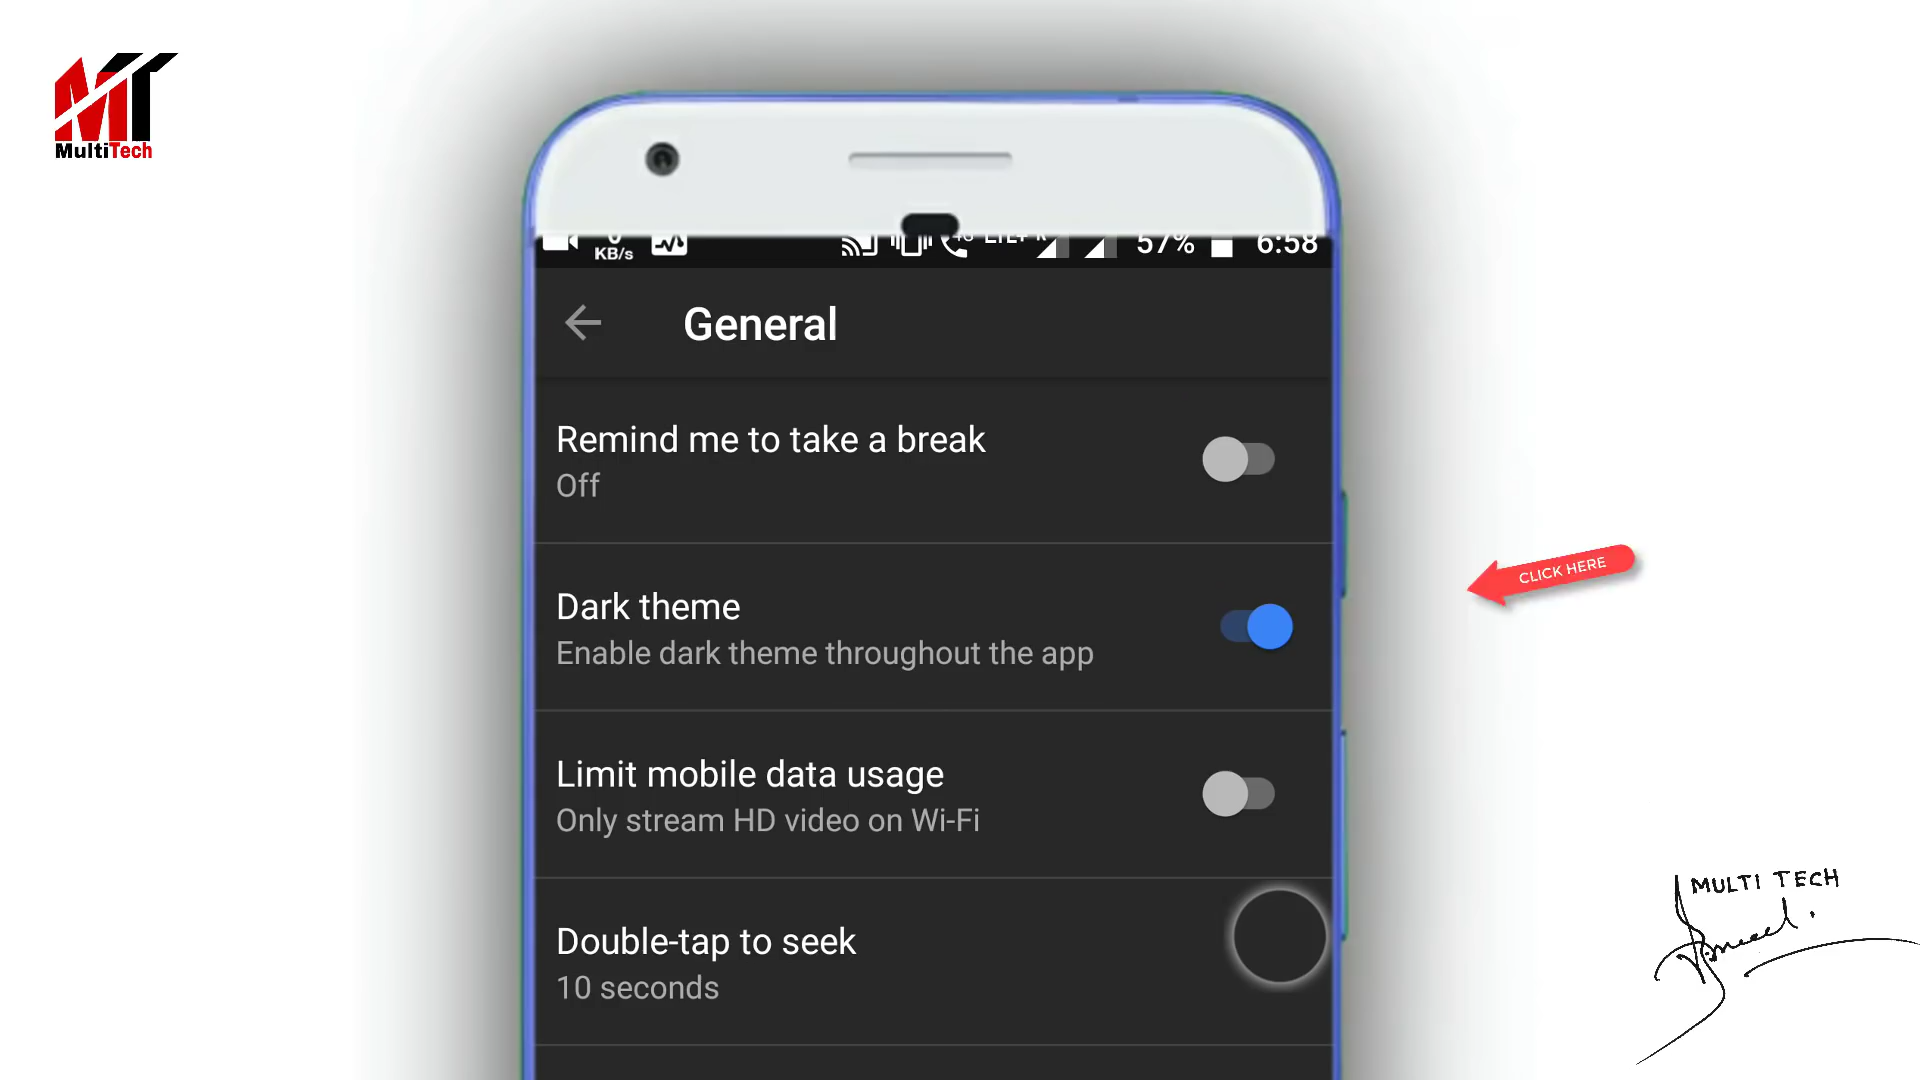 MultiTech
KB/s
57% 6:58
General
Remind me to take a break
Off
Dark theme
Enable dark theme throughout the app
CLICK HERE
Limit mobile data usage
Only stream HD video on Wi-Fi
Double-tap to seek
10 seconds
MULTI TECH